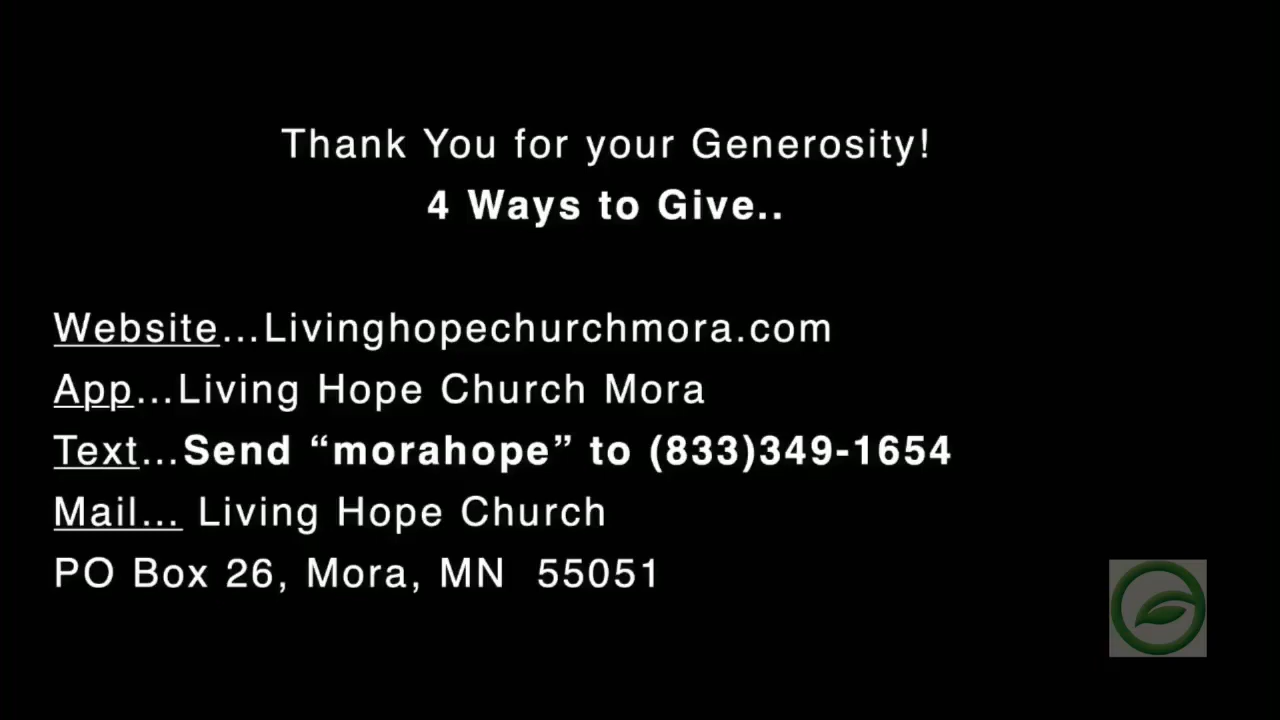 Thank You for your Generosity!
4 Ways to Give..
Website...Livinghopechurchmora.com
App...Living Hope Church Mora
Text...Send “morahope” to (833)349-1654
Mail... Living Hope Church
PO Box 26, Mora, MN  55051